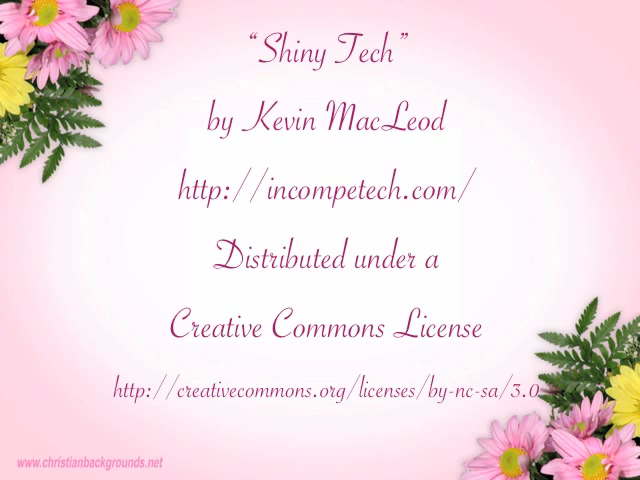 “Shiny Tech”
by Kevin MacLeod
http://incompetech.com/
Distributed under a
Creative Commons License
http://creativecommons.org/licenses/by-nc-sa/3.0
www.christianbackgrounds.net